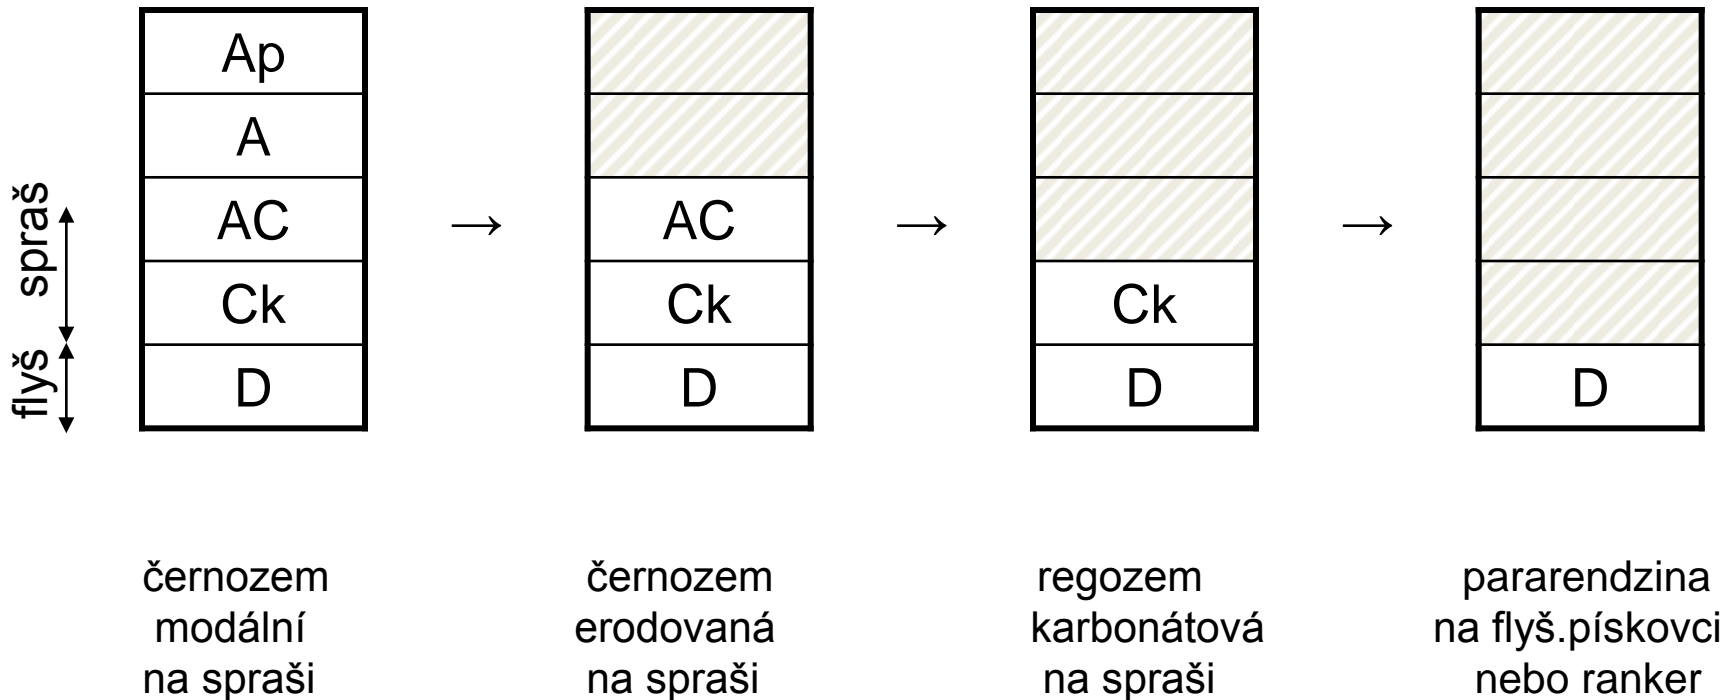 Ap
A
AC
Ck
D
spraš
flyš
→
AC
Ck
D
→
Ck
D
→
D
černozem
modální
na spraši
černozem
erodovaná
na spraši
regozem
karbonátová
na spraši
pararendzina
na flyš.pískovci
nebo ranker